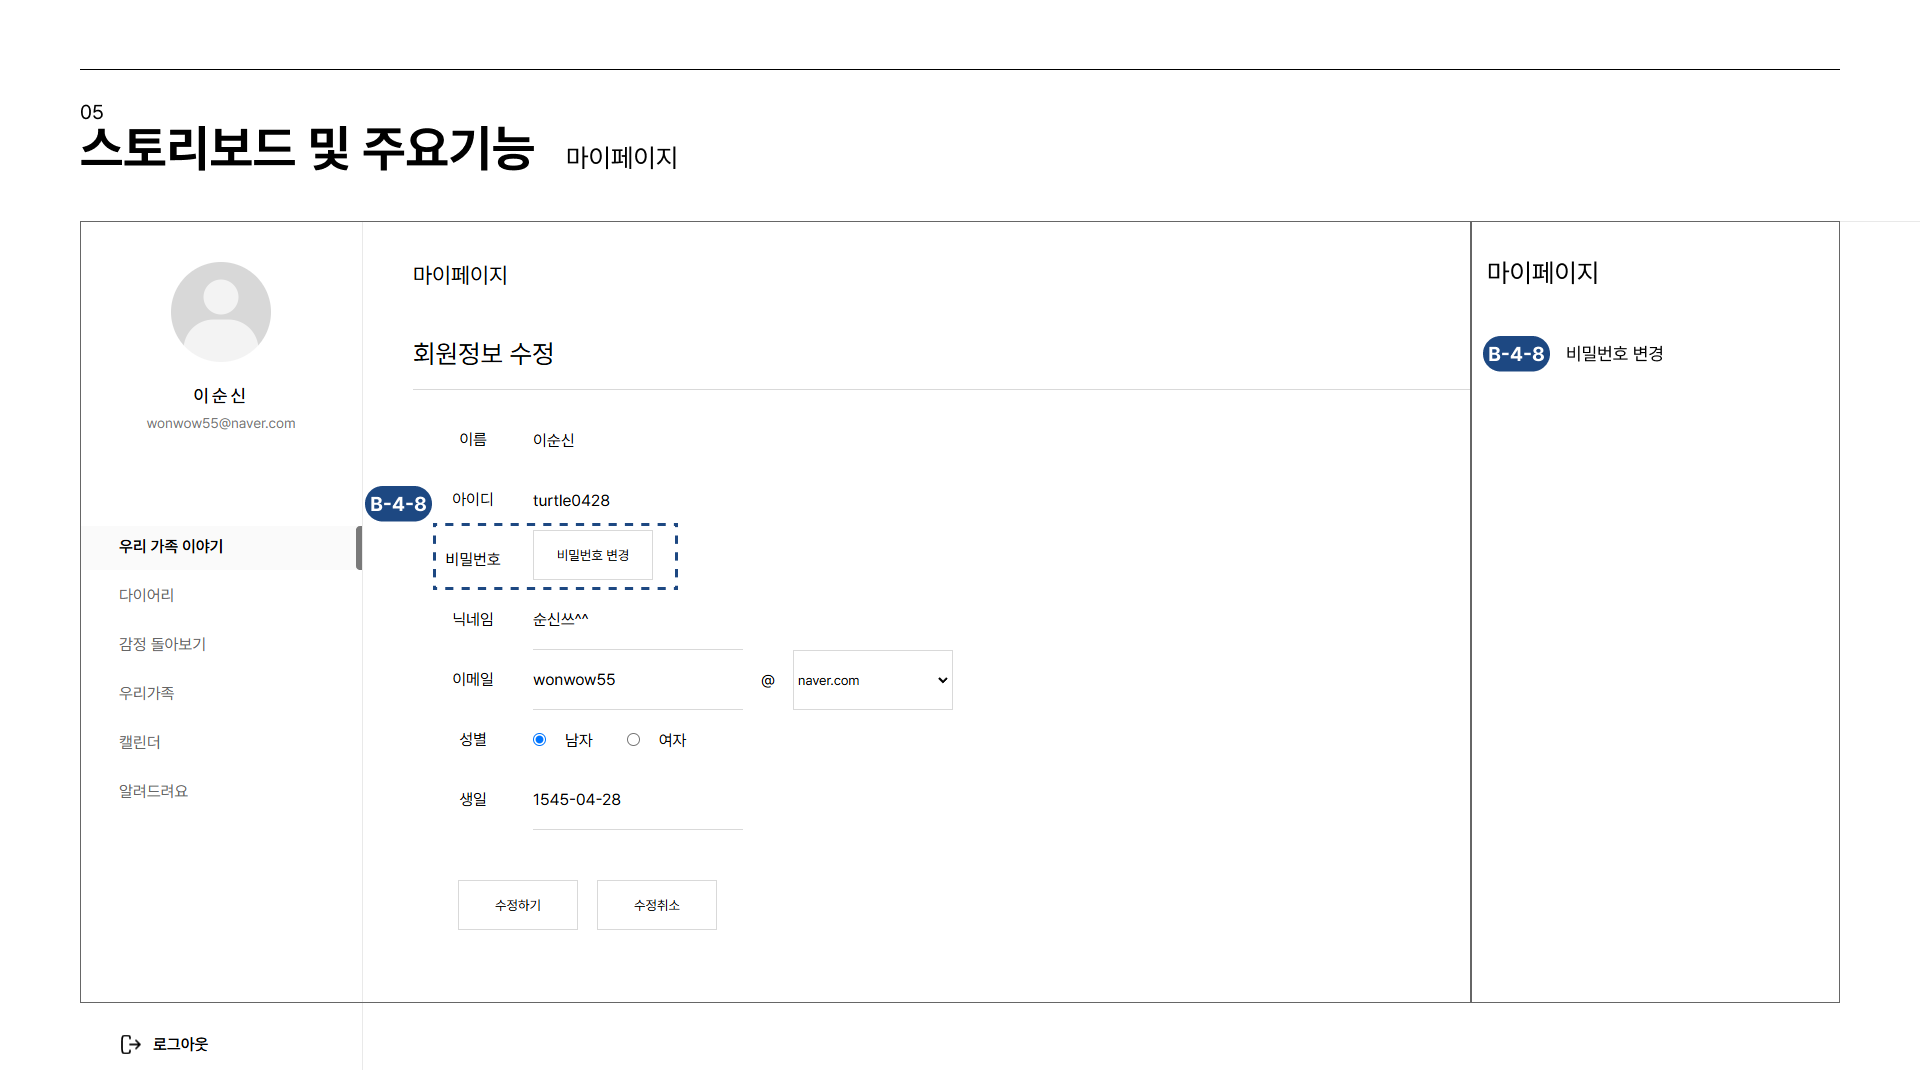 05
스토리보드 및 주요기능 마이페이지
이순신
wonwow55@naver.com
우리 가족 이야기
다이어리
감정 돌아보기
우리가족
캘린더
알려드려요
로그아웃
마이페이지
회원정보 수정
이름 이순신
B-4-8
아이디 turtle0428
비밀번호 비밀번호 변경
닉네임 순신쓰^^
이메일 wonwow55 @ naver.com
성별 남자 여자
생일 1545-04-28
수정하기 수정취소
마이페이지
B-4-8 비밀번호 변경